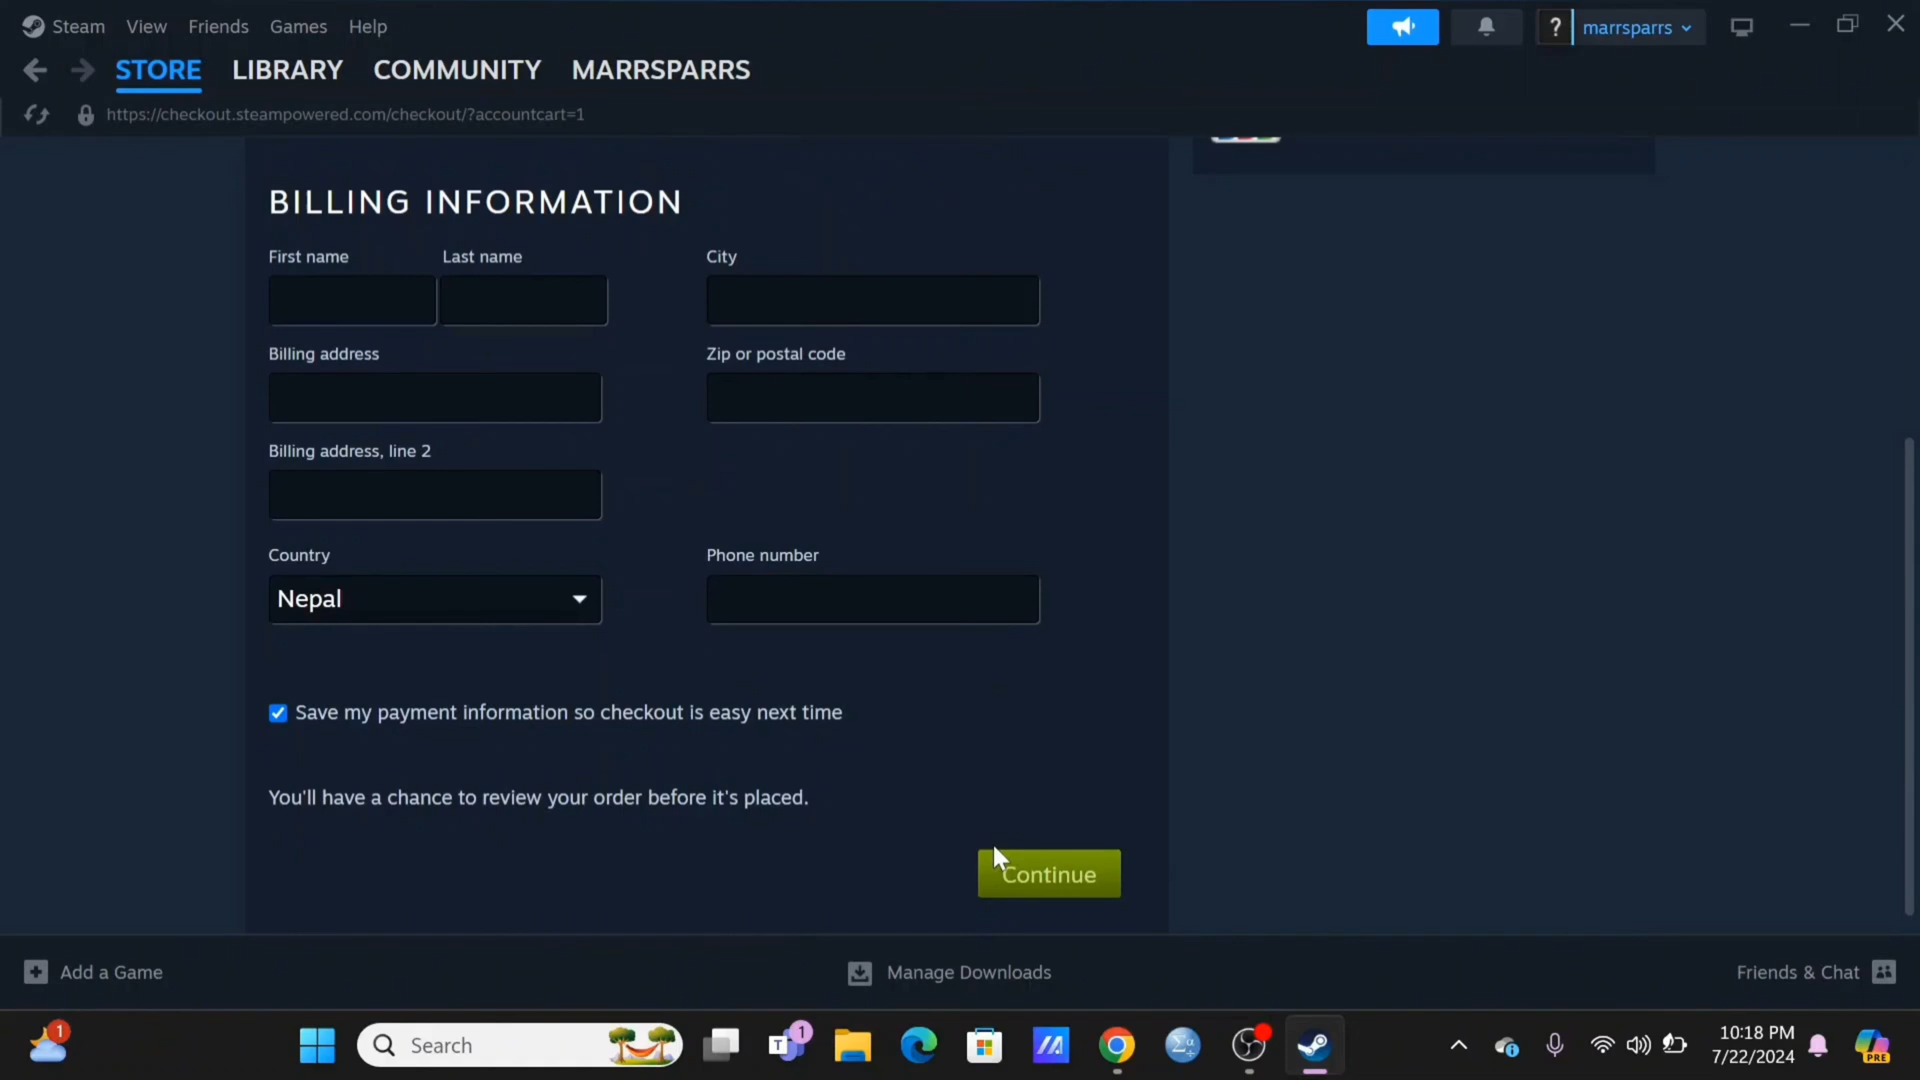 Steam View Friends Games Help
? marrsparrs
STORE LIBRARY COMMUNITY MARRSPARRS
https://checkout.steampowered.com/checkout/?accountcart=1
BILLING INFORMATION
First name Last name City
Billing address Zip or postal code
Billing address, line 2
Country Phone number
Nepal
Save my payment information so checkout is easy next time
You'll have a chance to review your order before it's placed.
Continue
Add a Game Manage Downloads Friends & Chat
1 Search T 1 10:18 PM
7/22/2024 PRE